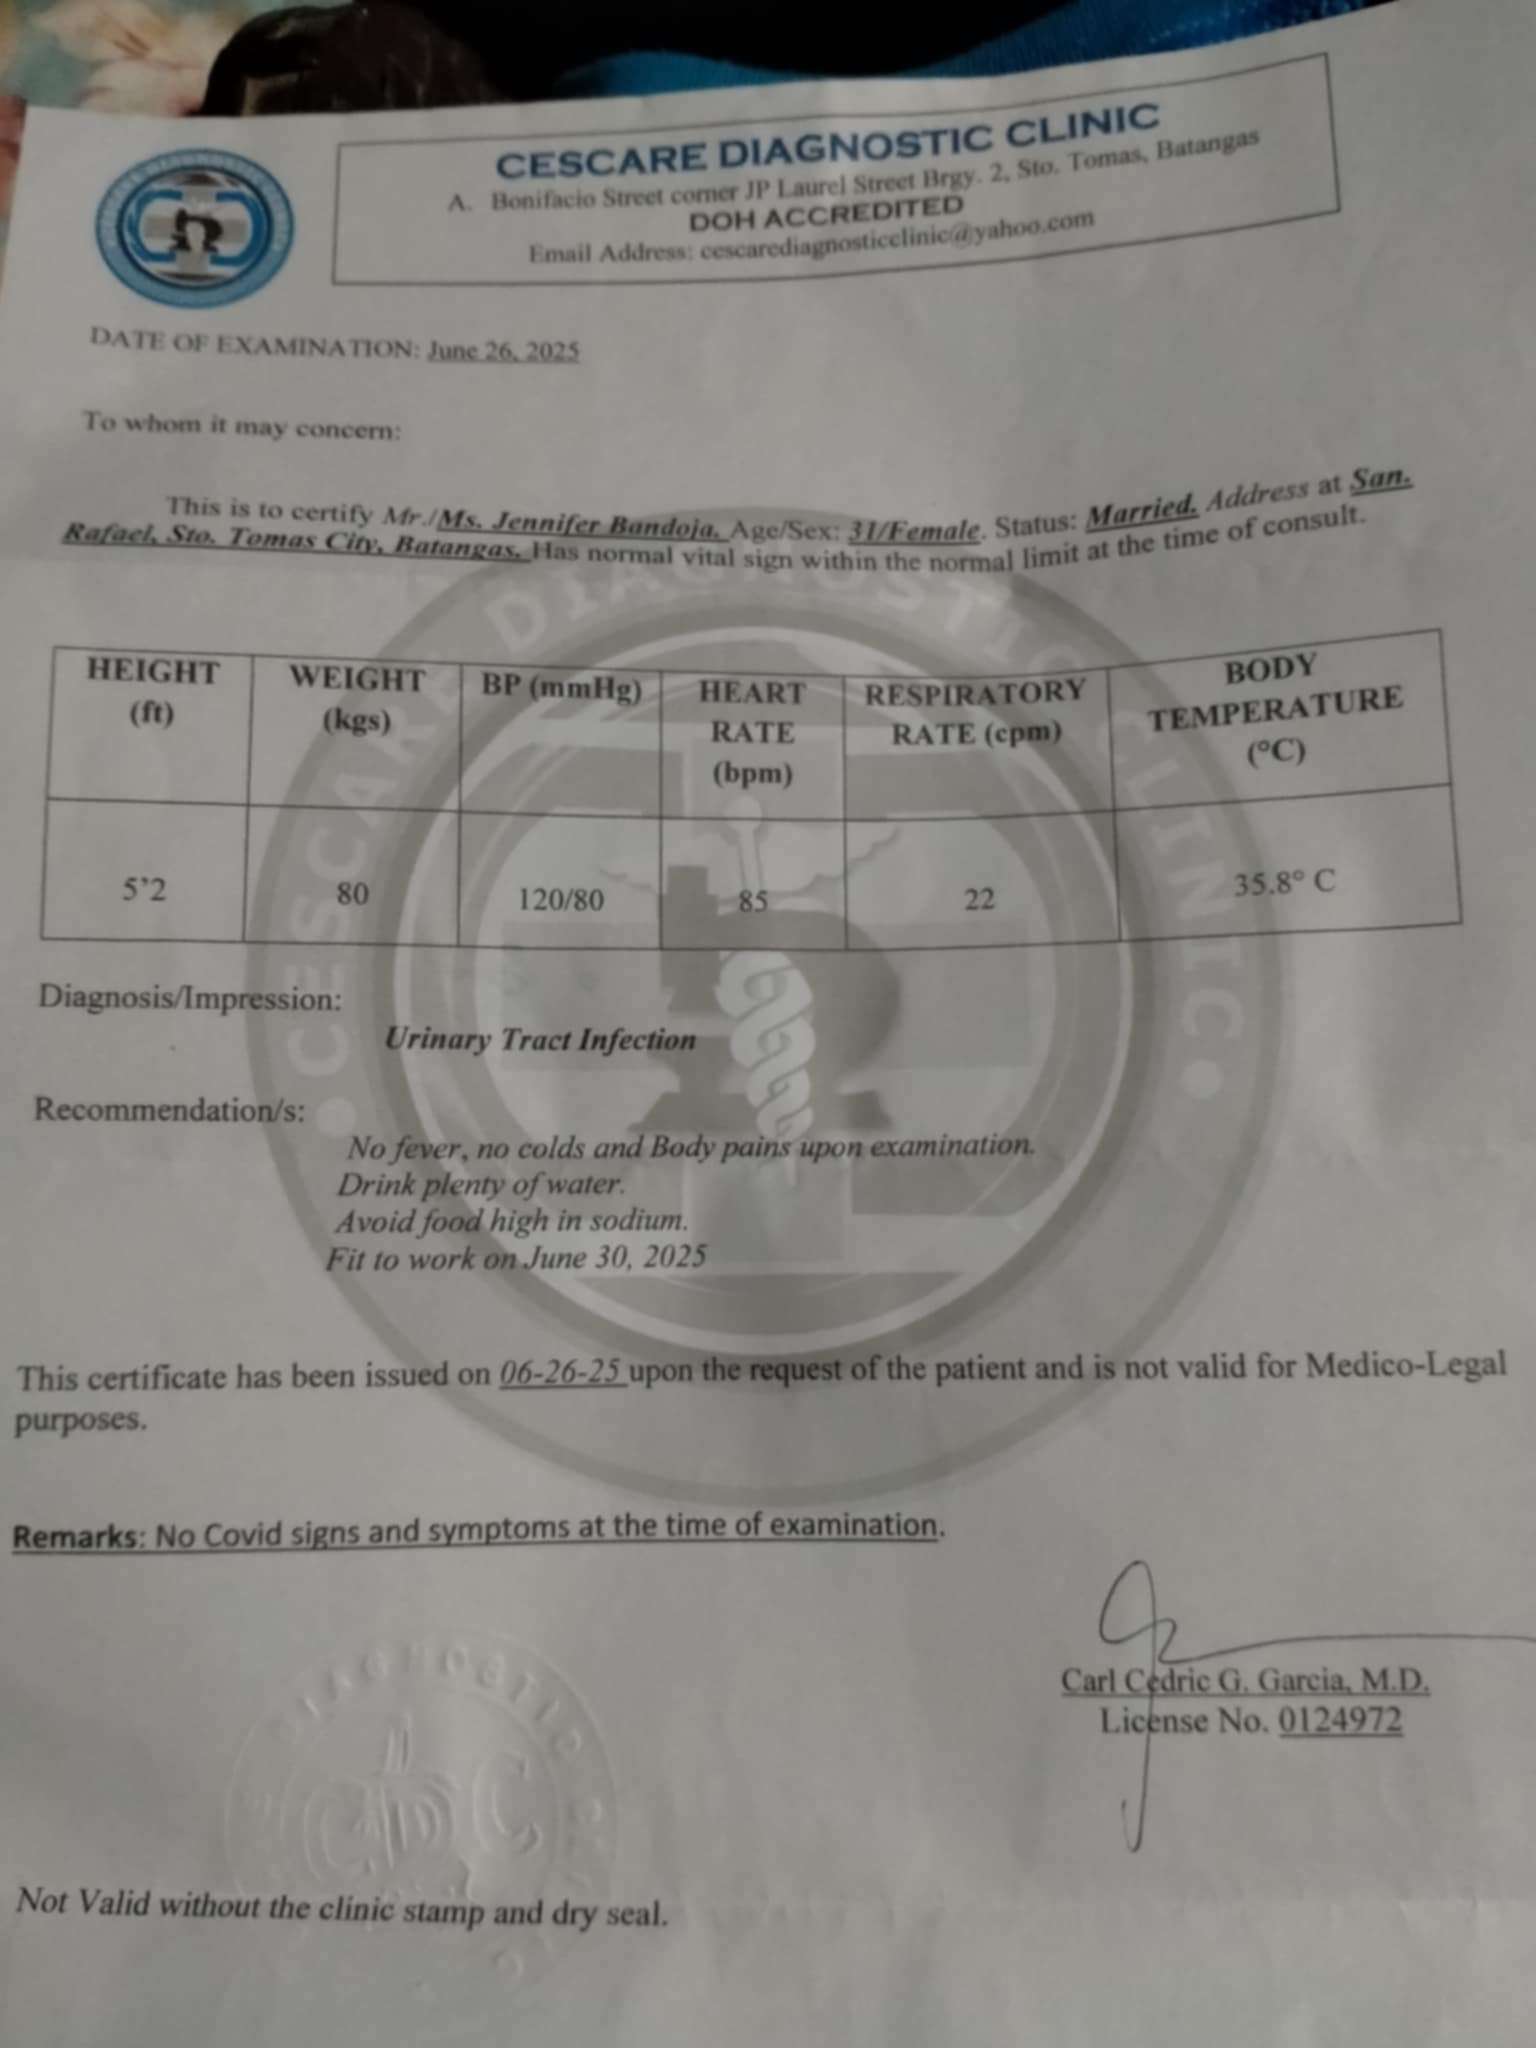 CESCARE DIAGNOSTIC CLINIC
A. Bonifacio Street corner JP Laurel Street Brgy. 2, Sto. Tomas, Batangas
DOH ACCREDITED
Email Address: cescarediagnosticclinic@yahoo.com
DATE OF EXAMINATION: June 26, 2025
To whom it may concern:
This is to certify Mr./Ms. Jennifer Bandoja. Age/Sex: 31/Female. Status: Married. Address at San.
Rafael, Sto. Tomas City, Batangas. Has normal vital sign within the normal limit at the time of consult.
HEIGHT (ft) WEIGHT (kgs) BP (mmHg) HEART RATE (bpm) RESPIRATORY RATE (cpm) BODY TEMPERATURE (°C)
5'2 80 120/80 85 22 35.8° C
Diagnosis/Impression:
Urinary Tract Infection
Recommendation/s:
No fever, no colds and Body pains upon examination.
Drink plenty of water.
Avoid food high in sodium.
Fit to work on June 30, 2025
This certificate has been issued on 06-26-25 upon the request of the patient and is not valid for Medico-Legal
purposes.
Remarks: No Covid signs and symptoms at the time of examination.
Carl Cedric G. Garcia, M.D.
License No. 0124972
Not Valid without the clinic stamp and dry seal.
CESCARE DIAGNOSTIC CLINIC